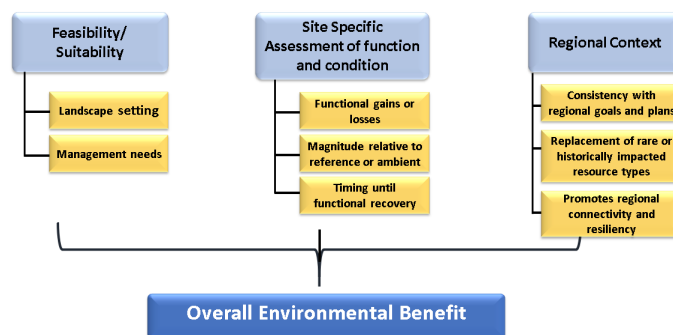 Feasibility/
Suitability
Landscape setting
Management needs
Site Specific
Assessment of function
and condition
Functional gains or
losses
Magnitude relative to
reference or ambient
Timing until
functional recovery
Regional Context
Consistency with
regional goals and plans
Replacement of rare or
historically impacted
resource types
Promotes regional
connectivity and
resiliency
Overall Environmental Benefit